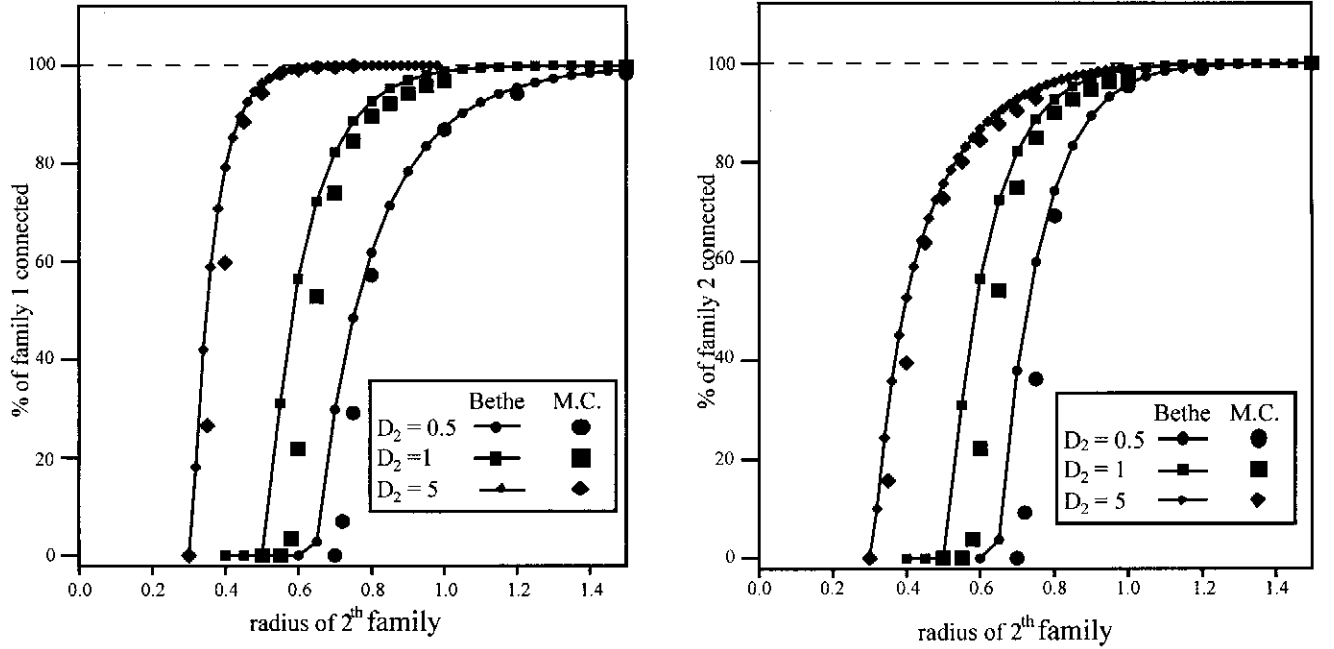 100
80
60
40
20
0
% of family 1 connected
0.0 0.2 0.4 0.6 0.8 1.0 1.2 1.4
radius of 2th family
Bethe M.C.
D2 = 0.5
D2 =1
D2 = 5
100
80
60
40
20
0
% of family 2 connected
0.0 0.2 0.4 0.6 0.8 1.0 1.2 1.4
radius of 2th family
Bethe M.C.
D2 = 0.5
D2 = 1
D2 = 5